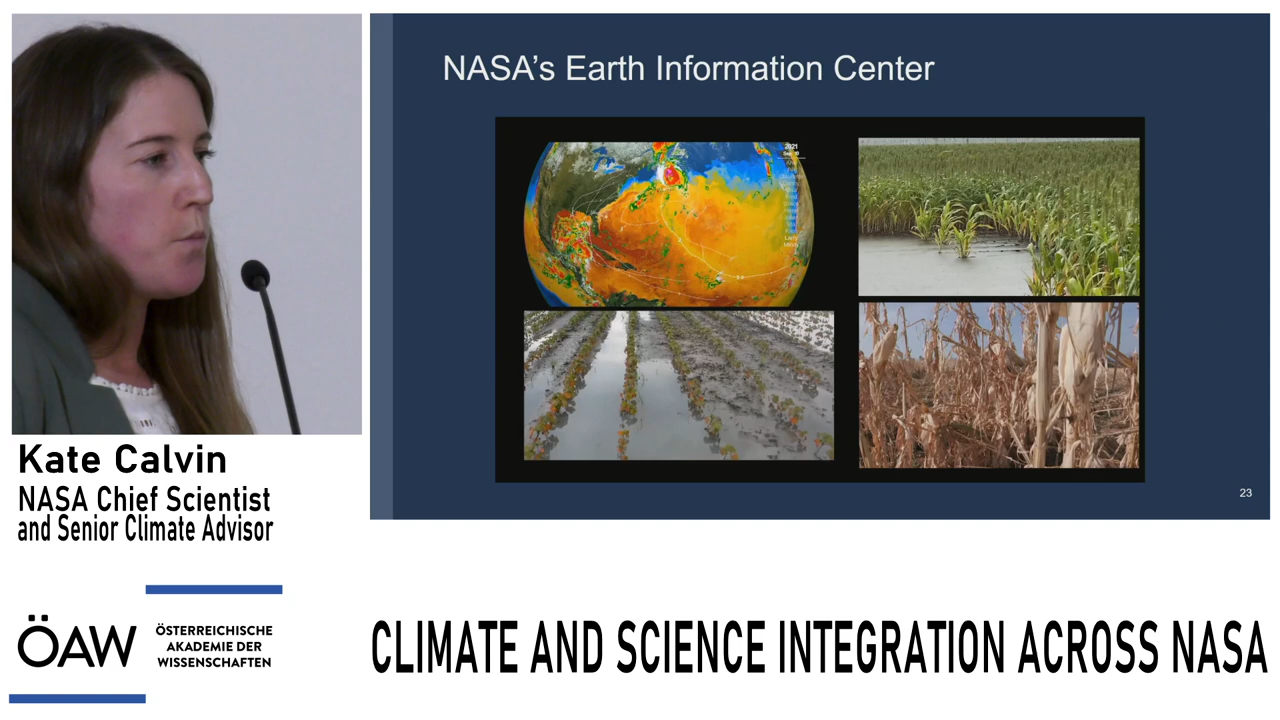 NASA's Earth Information Center
2021
23
Kate Calvin
NASA Chief Scientist
and Senior Climate Advisor
ÖAW
ÖSTERREICHISCHE
AKADEMIE DER
WISSENSCHAFTEN
CLIMATE AND SCIENCE INTEGRATION ACROSS NASA